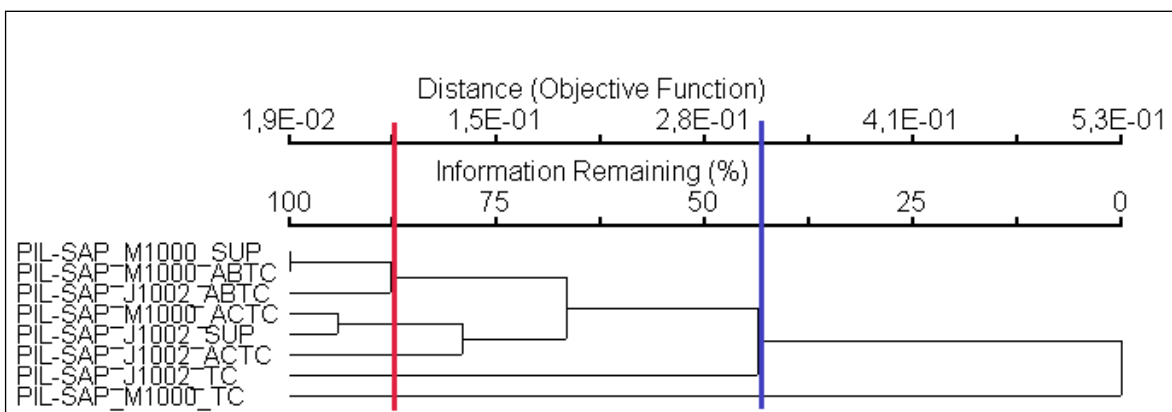 Distance (Objective Function)
1,9E-02 1,5E-01 2,8E-01 4,1E-01 5,3E-01
Information Remaining (%)
100 75 50 25 0
PIL-SAP_M1000_SUP
PIL-SAP_M1000_ABTC
PIL-SAP_J1002_ABTC
PIL-SAP_M1000_ACTC
PIL-SAP_J1002_SUP
PIL-SAP_J1002_ACTC
PIL-SAP_J1002_TC
PIL-SAP_M1000_TC